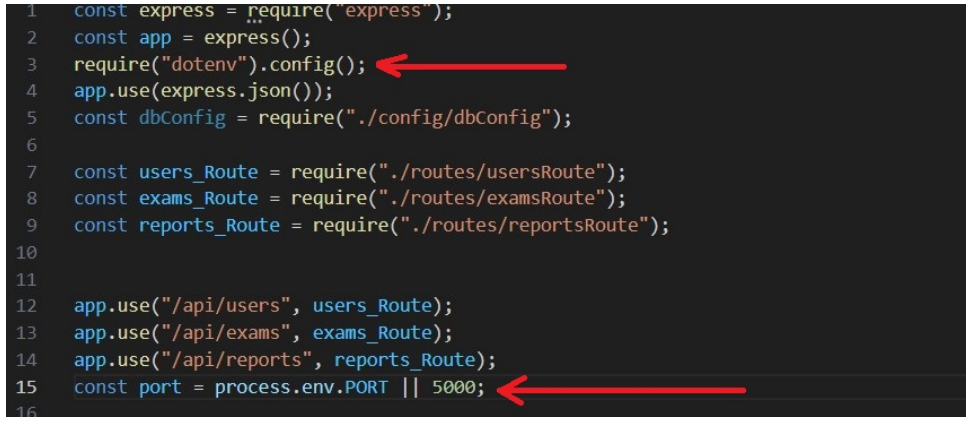 1 const express = require("express");
2 const app = express();
3 require("dotenv").config();
4 app.use(express.json());
5 const dbConfig = require("./config/dbConfig");
6
7 const users_Route = require("./routes/usersRoute");
8 const exams_Route = require("./routes/examsRoute");
9 const reports_Route = require("./routes/reportsRoute");
10
11
12 app.use("/api/users", users_Route);
13 app.use("/api/exams", exams_Route);
14 app.use("/api/reports", reports_Route);
15 const port = process.env.PORT || 5000;
16